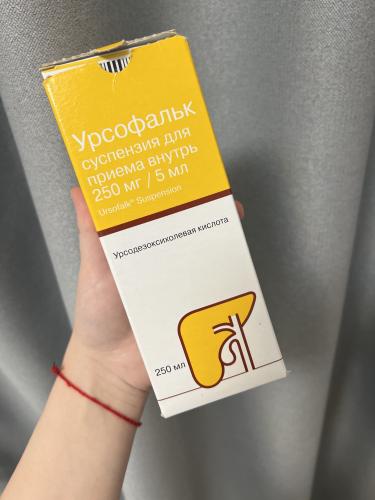 Урсофальк
суспензия для
приема внутрь
250 мг / 5 мл
Ursofalk® Suspension
Урсодезоксихолевая кислота
250 мл